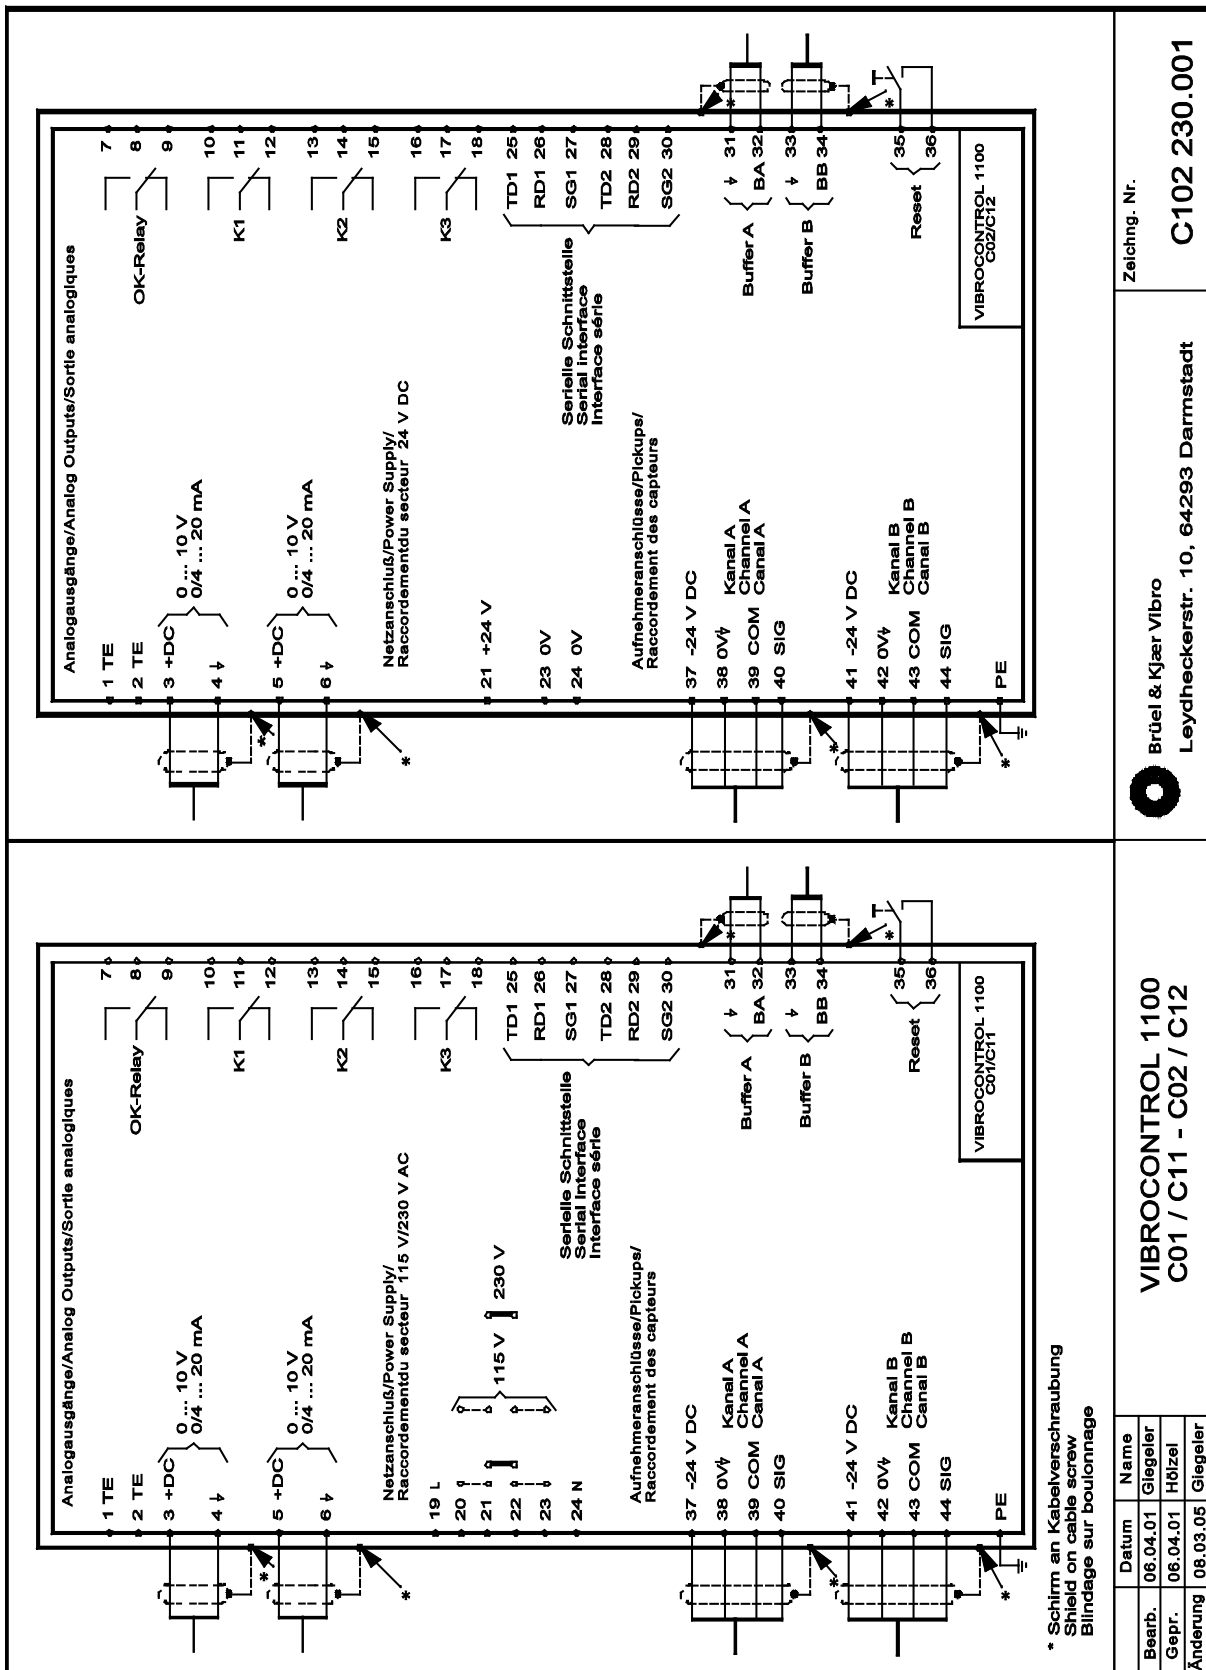 Analogausgänge/Analog Outputs/Sortie analogiques
1 TE
2 TE
3 +DC
4
0 ... 10 V
0/4 ... 20 mA
5 +DC
6
0 ... 10 V
0/4 ... 20 mA
*
*
Netzanschluß/Power Supply/
Raccordementdu secteur 115 V/230 V AC
19 L
20
21
22
23
24 N
115 V
230 V
Aufnehmeranschlüsse/Pickups/
Raccordement des capteurs
37 -24 V DC
38 0V
39 COM
40 SIG
Kanal A
Channel A
Canal A
*
41 -24 V DC
42 0V
43 COM
44 SIG
Kanal B
Channel B
Canal B
*
PE
OK-Relay
7
8
9
K1
10
11
12
K2
13
14
15
K3
16
17
18
Serielle Schnittstelle
Serial Interface
Interface série
TD1 25
RD1 26
SG1 27
TD2 28
RD2 29
SG2 30
Buffer A
31
BA 32
*
Buffer B
33
BB 34
*
Reset
35
36
VIBROCONTROL 1100
C01/C11
* Schirm an Kabelverschraubung
Shield on cable screw
Blindage sur boulonnage
Analogausgänge/Analog Outputs/Sortie analogiques
1 TE
2 TE
3 +DC
4
0 ... 10 V
0/4 ... 20 mA
5 +DC
6
0 ... 10 V
0/4 ... 20 mA
*
*
Netzanschluß/Power Supply/
Raccordementdu secteur 24 V DC
21 +24 V
23 0V
24 0V
Aufnehmeranschlüsse/Pickups/
Raccordement des capteurs
37 -24 V DC
38 0V
39 COM
40 SIG
Kanal A
Channel A
Canal A
*
41 -24 V DC
42 0V
43 COM
44 SIG
Kanal B
Channel B
Canal B
*
PE
OK-Relay
7
8
9
K1
10
11
12
K2
13
14
15
K3
16
17
18
Serielle Schnittstelle
Serial interface
Interface série
TD1 25
RD1 26
SG1 27
TD2 28
RD2 29
SG2 30
Buffer A
31
BA 32
*
Buffer B
33
BB 34
*
Reset
35
36
VIBROCONTROL 1100
C02/C12
Datum Name
Bearb. 06.04.01 Giegeler
Gepr. 06.04.01 Hölzel
Änderung 08.03.05 Giegeler
VIBROCONTROL 1100
C01 / C11 - C02 / C12
Brüel & Kjær Vibro
Leydheckerstr. 10, 64293 Darmstadt
Zeichng. Nr.
C102 230.001